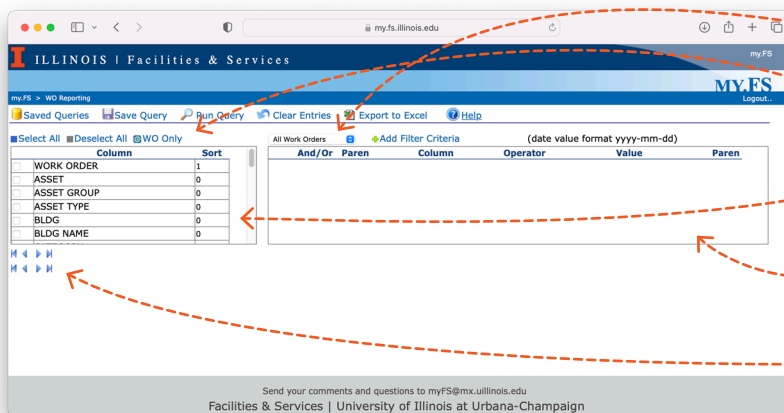 my.fs.illinois.edu
I ILLINOIS | Facilities & Services
my.FS
MY.FS
my.FS > WO Reporting
Logout..
Saved Queries Save Query Run Query Clear Entries Export to Excel Help
Select All Deselect All WO Only
All Work Orders Add Filter Criteria (date value format yyyy-mm-dd)
Column Sort
And/Or Paren Column Operator Value Paren
WORK ORDER 1
ASSET 0
ASSET GROUP 0
ASSET TYPE 0
BLDG 0
BLDG NAME 0
Send your comments and questions to myFS@mx.uillinois.edu
Facilities & Services | University of Illinois at Urbana-Champaign